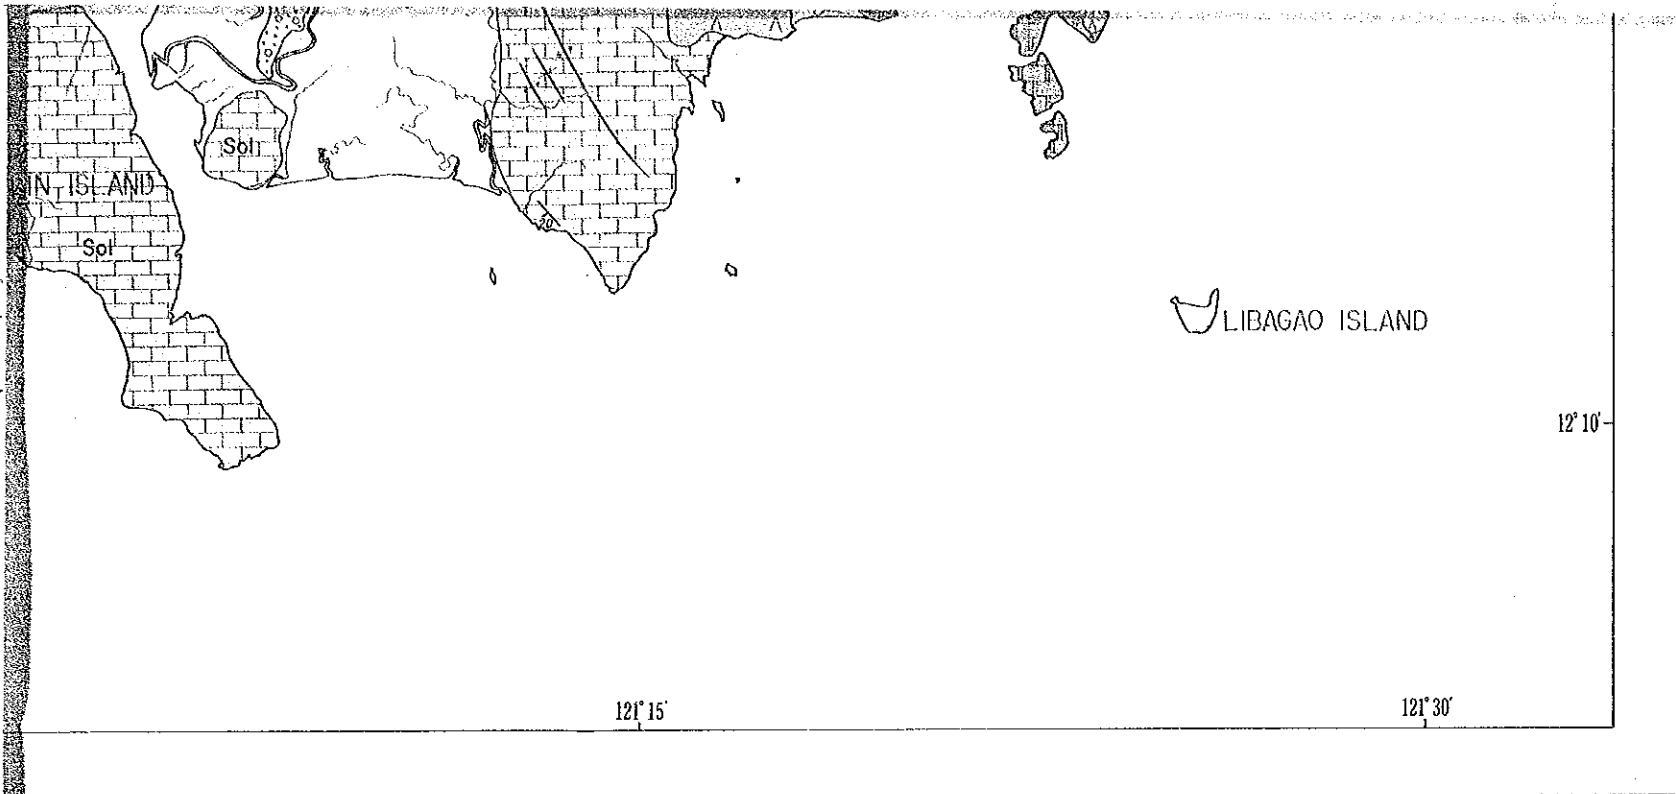 Sol
IN ISLAND
Sol
20
LIBAGAO ISLAND
12° 10'
121° 15'
121° 30'